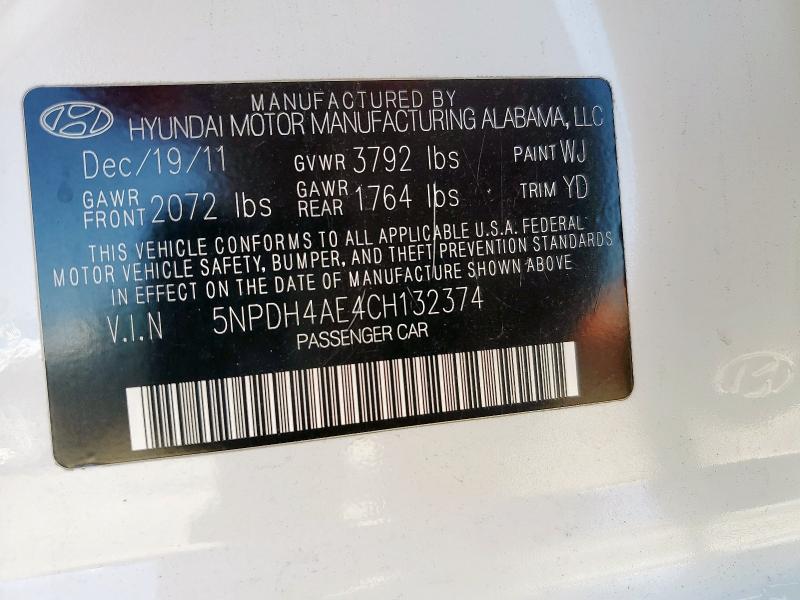 MANUFACTURED BY
HYUNDAI MOTOR MANUFACTURING ALABAMA, LLC
Dec/19/11 GVWR 3792 lbs PAINT WJ
GAWR FRONT 2072 lbs GAWR REAR 1764 lbs TRIM YD
THIS VEHICLE CONFORMS TO ALL APPLICABLE U.S.A. FEDERAL
MOTOR VEHICLE SAFETY, BUMPER, AND THEFT PREVENTION STANDARDS
IN EFFECT ON THE DATE OF MANUFACTURE SHOWN ABOVE
V.I.N 5NPDH4AE4CH132374
PASSENGER CAR